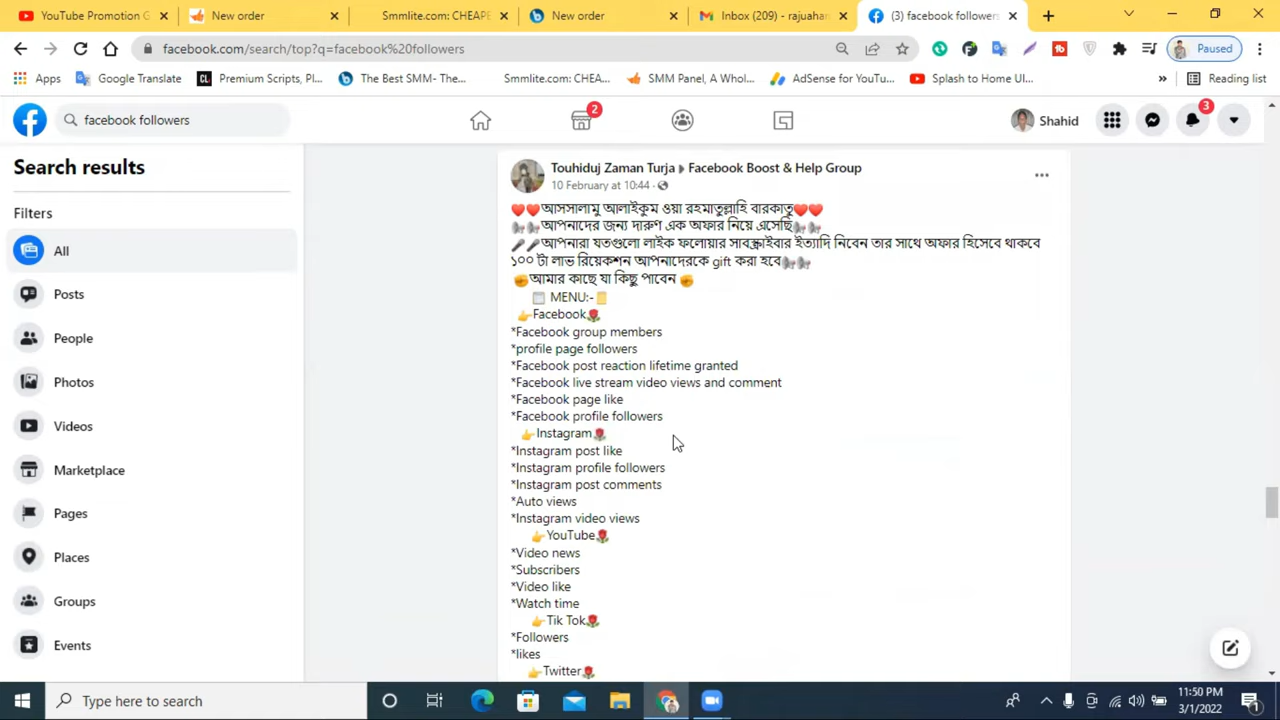 YouTube Promotion G
New order
Smmlite.com: CHEAPE
New order
Inbox (209) - rajuahar
(3) facebook followers
facebook.com/search/top?q=facebook%20followers
Paused
Apps
Google Translate
CL
Premium Scripts, Pl...
The Best SMM- The...
Smmlite.com: CHEA...
SMM Panel, A Whol...
AdSense for YouTu...
Splash to Home UI...
»
Reading list
facebook followers
2
Shahid
3
Search results
Filters
All
Posts
People
Photos
Videos
Marketplace
Pages
Places
Groups
Events
Touhiduj Zaman Turja ▸ Facebook Boost & Help Group
10 February at 10:44 ·
❤️❤️আসসালামু আলাইকুম ওয়া রহমাতুল্লাহি বারকাতু❤️❤️
আপনাদের জন্য দারুণ এক অফার নিয়ে এসেছি
🎤🎤আপনারা যতগুলো লাইক ফলোয়ার সাবস্ক্রাইবার ইত্যাদি নিবেন তার সাথে অফার হিসেবে থাকবে
১০০ টা লাভ রিয়েকশন আপনাদেরকে gift করা হবে
✊আমার কাছে যা কিছু পাবেন ✊
MENU:-
👉Facebook🌹
*Facebook group members
*profile page followers
*Facebook post reaction lifetime granted
*Facebook live stream video views and comment
*Facebook page like
*Facebook profile followers
👉Instagram🌹
*Instagram post like
*Instagram profile followers
*Instagram post comments
*Auto views
*Instagram video views
👉YouTube🌹
*Video news
*Subscribers
*Video like
*Watch time
👉Tik Tok🌹
*Followers
*likes
👉Twitter🌹
Type here to search
11:50 PM
3/1/2022
1